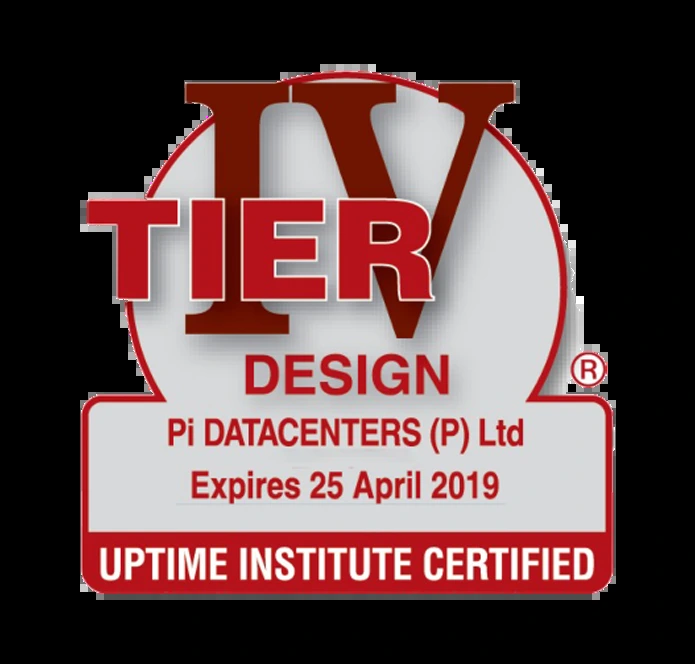 IV
TIER
DESIGN
®
Pi DATACENTERS (P) Ltd
Expires 25 April 2019
UPTIME INSTITUTE CERTIFIED